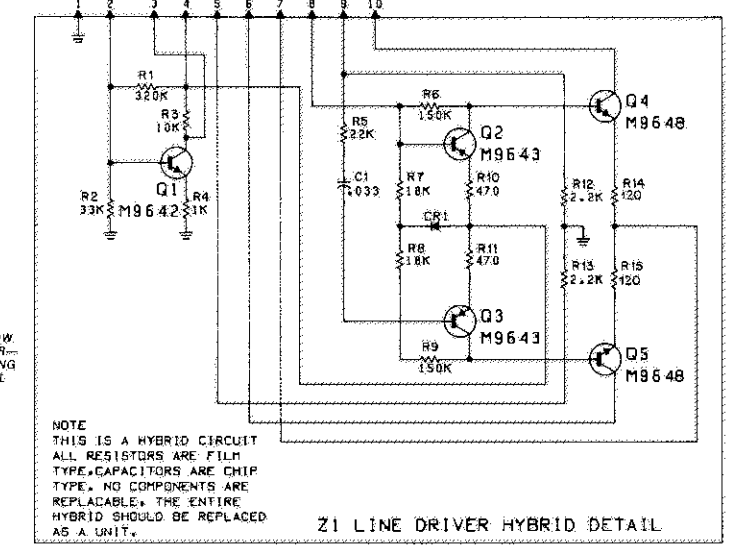 1 2 3 4 5 6 7 8 9 10
R1
320K
R3
10K
Q1
M9642
R2
33K
R4
1K
R5
22K
C1
.033
R6
150K
Q2
M9643
R7
18K
R10
470
CR1
R8
18K
R11
470
Q3
M9643
R9
150K
Q4
M9648
R12
2.2K
R14
120
R13
2.2K
R15
120
Q5
M9648
NG
NOTE
THIS IS A HYBRID CIRCUIT
ALL RESISTORS ARE FILM
TYPE.CAPACITORS ARE CHIP
TYPE. NO COMPONENTS ARE
REPLACABLE. THE ENTIRE
HYBRID SHOULD BE REPLACED
AS A UNIT.
Z1 LINE DRIVER HYBRID DETAIL